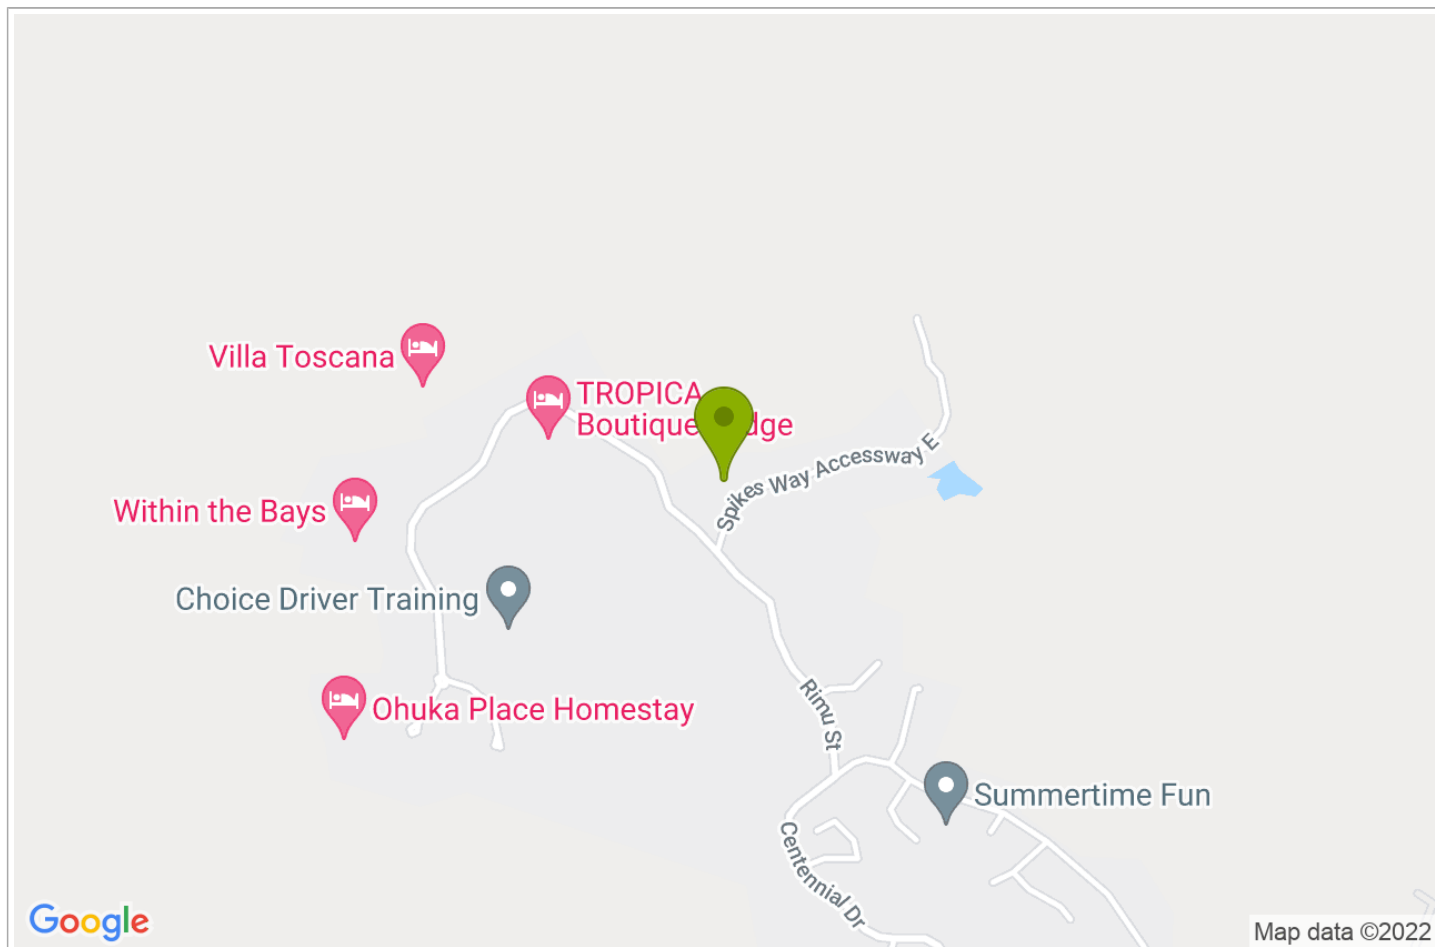 Villa Toscana
TROPICA
Boutique dge
Spikes Way Accessway E
Within the Bays
Choice Driver Training
Ohuka Place Homestay
Rimu St
Summertime Fun
Centennial Dr
Google
Map data ©2022